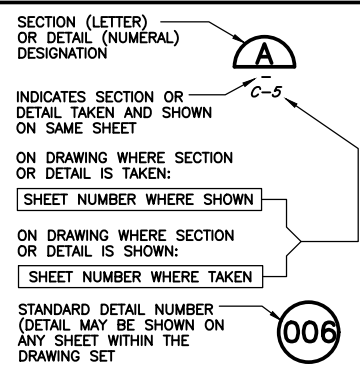 SECTION (LETTER)
OR DETAIL (NUMERAL)
DESIGNATION
A
–
C-5
INDICATES SECTION OR
DETAIL TAKEN AND SHOWN
ON SAME SHEET
ON DRAWING WHERE SECTION
OR DETAIL IS TAKEN:
SHEET NUMBER WHERE SHOWN
ON DRAWING WHERE SECTION
OR DETAIL IS SHOWN:
SHEET NUMBER WHERE TAKEN
STANDARD DETAIL NUMBER
(DETAIL MAY BE SHOWN ON
ANY SHEET WITHIN THE
DRAWING SET
006